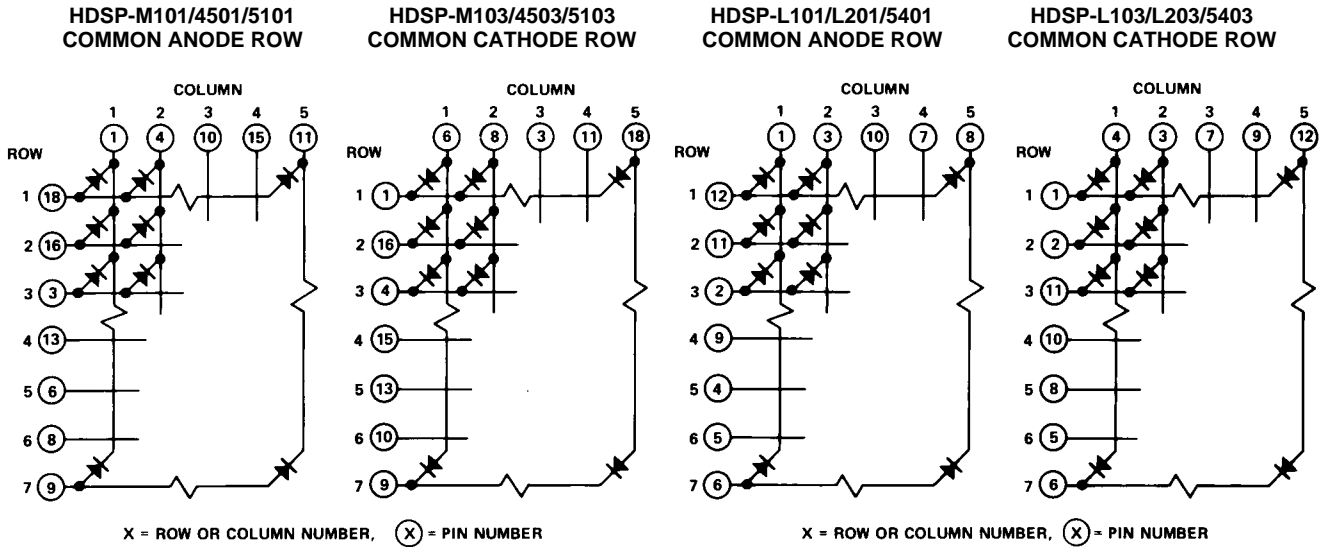 HDSP-M101/4501/5101
COMMON ANODE ROW
COLUMN
1 2 3 4 5
1 4 10 15 11
ROW
1 18
2 16
3 3
4 13
5 6
6 8
7 9
HDSP-M103/4503/5103
COMMON CATHODE ROW
COLUMN
1 2 3 4 5
6 8 3 11 18
ROW
1 1
2 16
3 4
4 15
5 13
6 10
7 9
X = ROW OR COLUMN NUMBER, X = PIN NUMBER
HDSP-L101/L201/5401
COMMON ANODE ROW
COLUMN
1 2 3 4 5
1 3 10 7 8
ROW
1 12
2 11
3 2
4 9
5 4
6 5
7 6
HDSP-L103/L203/5403
COMMON CATHODE ROW
COLUMN
1 2 3 4 5
4 3 7 9 12
ROW
1 1
2 2
3 11
4 10
5 8
6 5
7 6
X = ROW OR COLUMN NUMBER, X = PIN NUMBER